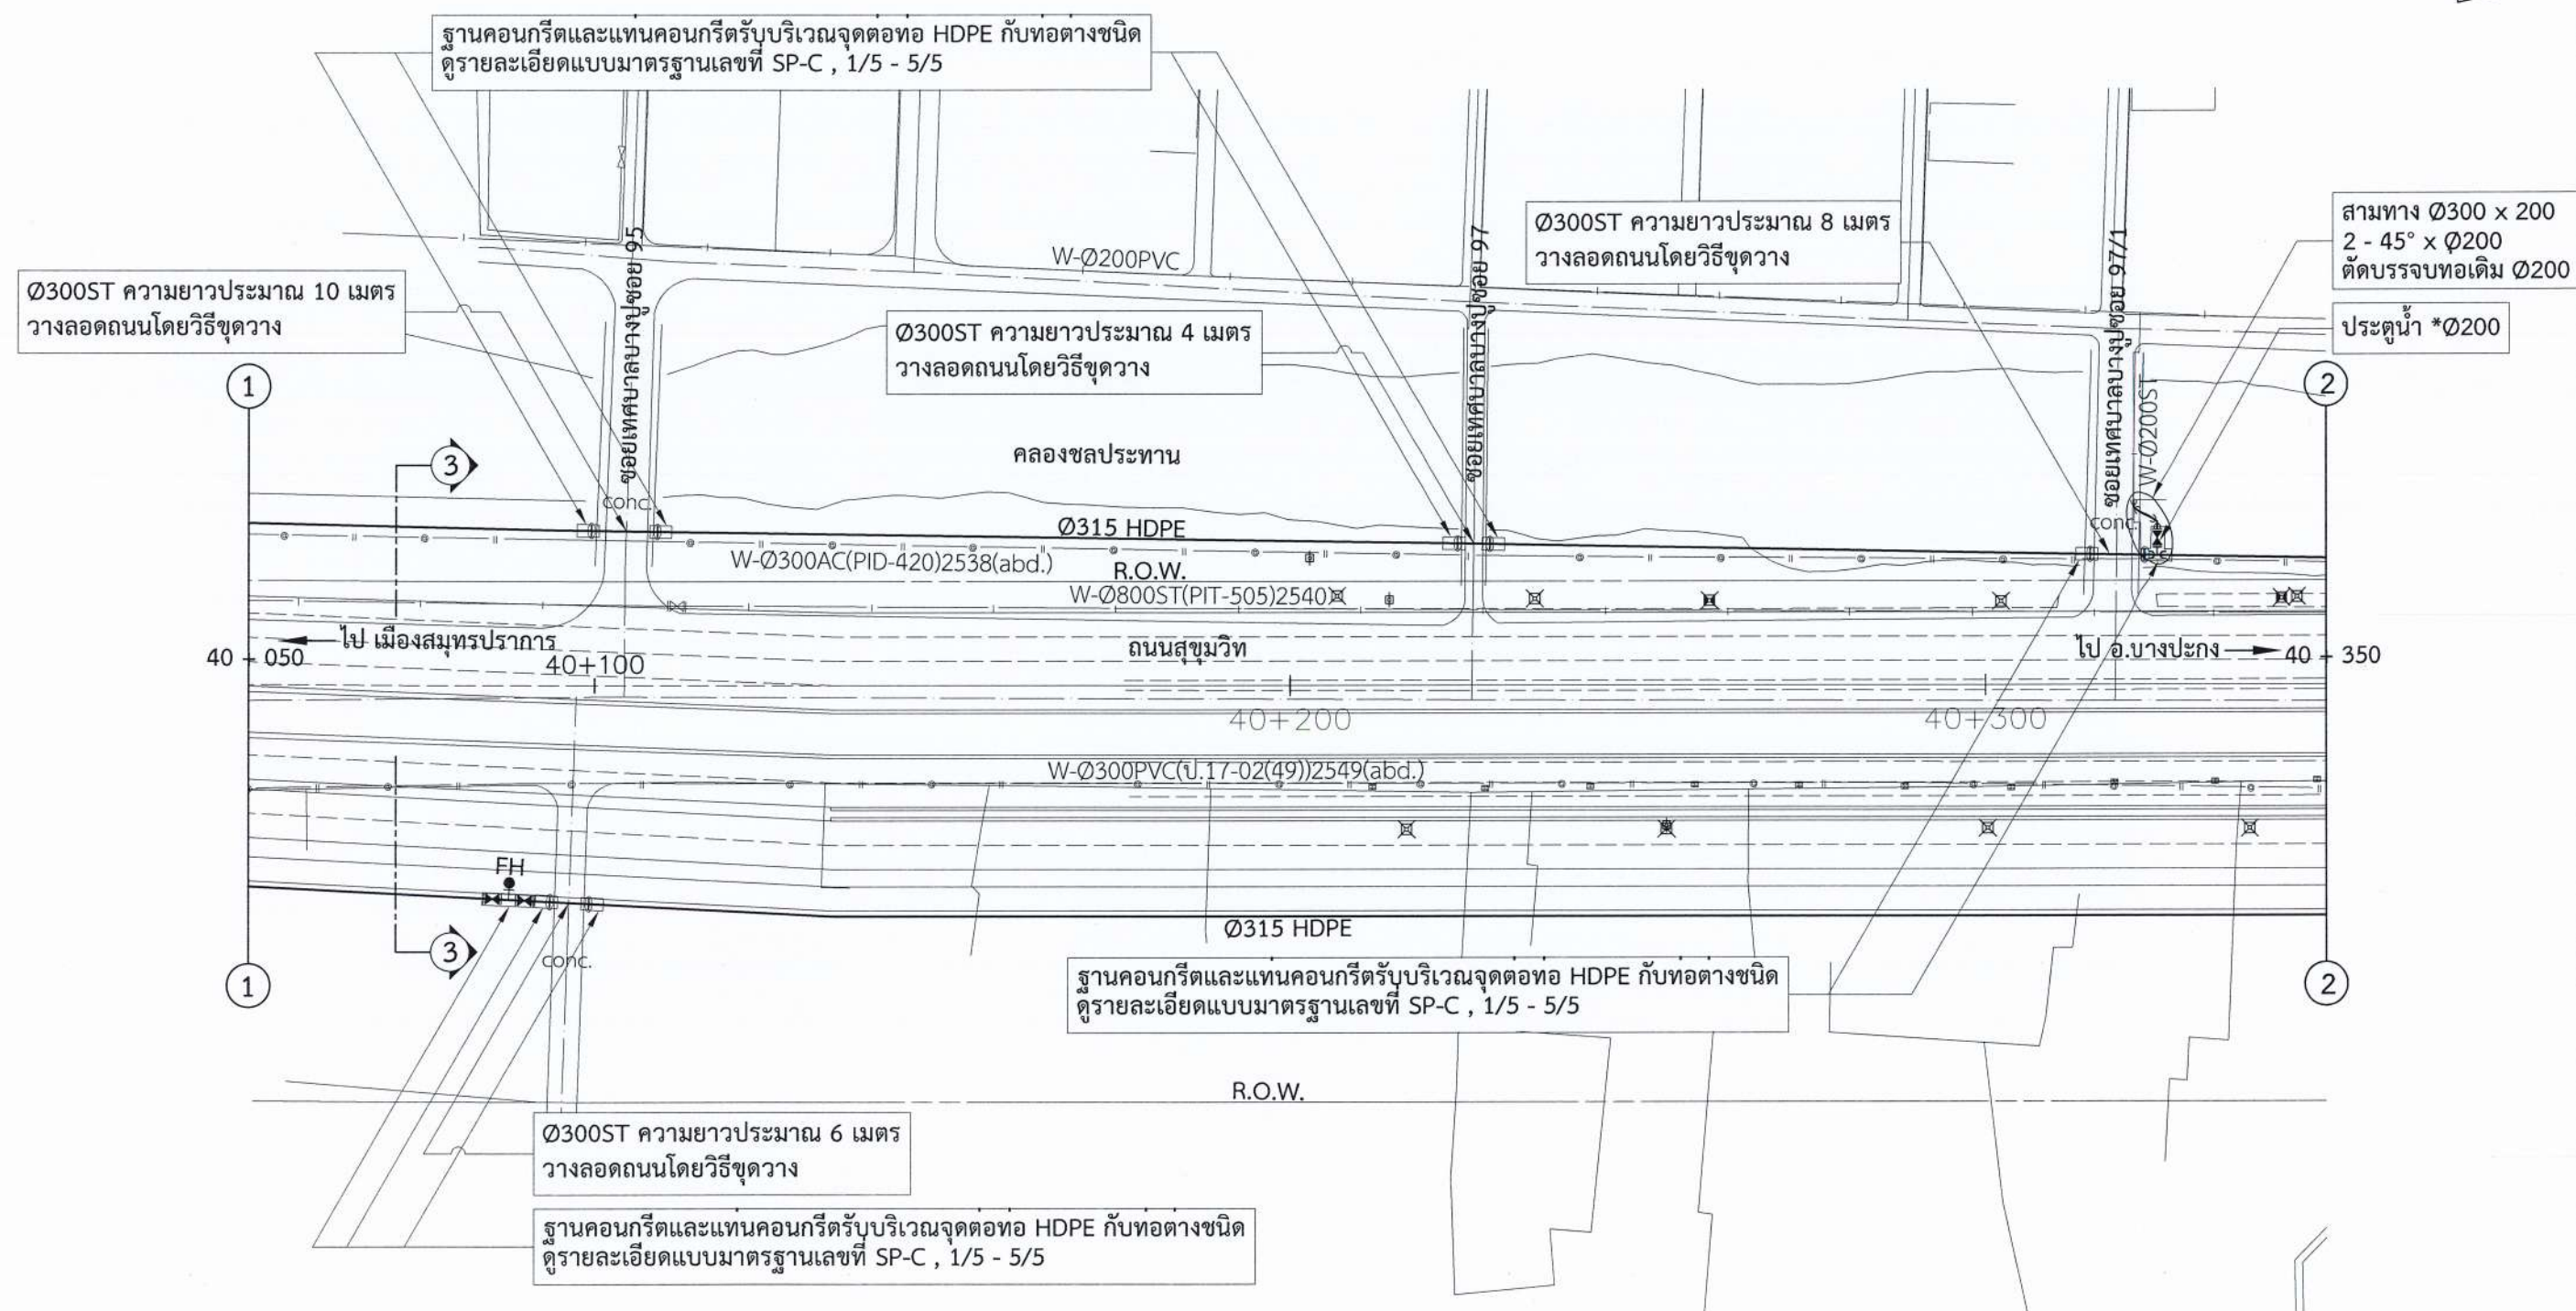 ฐานคอนกรีตและแท่นคอนกรีตรับบริเวณจุดต่อท่อ HDPE กับท่อต่างชนิด
ดูรายละเอียดแบบมาตรฐานเลขที่ SP-C , 1/5 - 5/5
Ø300ST ความยาวประมาณ 10 เมตร
วางลอดถนนโดยวิธีขุดวาง
ซอยเทศบาลบางปูซอย 95
W-Ø200PVC
Ø300ST ความยาวประมาณ 4 เมตร
วางลอดถนนโดยวิธีขุดวาง
ซอยเทศบาลบางปูซอย 97
Ø300ST ความยาวประมาณ 8 เมตร
วางลอดถนนโดยวิธีขุดวาง
ซอยเทศบาลบางปูซอย 97/1
สามทาง Ø300 x 200
2 - 45° x Ø200
ตัดบรรจบท่อเดิม Ø200
ประตูน้ำ *Ø200
W-Ø200ST
1
2
3
คลองชลประทาน
conc.
conc.
Ø315 HDPE
W-Ø300AC(PID-420)2538(abd.)
R.O.W.
W-Ø800ST(PIT-505)2540
ไป เมืองสมุทรปราการ
ถนนสุขุมวิท
ไป อ.บางปะกง
40 + 050
40+100
40+200
40+300
40 + 350
W-Ø300PVC(ป.17-02(49))2549(abd.)
FH
Ø315 HDPE
3
conc.
1
2
ฐานคอนกรีตและแท่นคอนกรีตรับบริเวณจุดต่อท่อ HDPE กับท่อต่างชนิด
ดูรายละเอียดแบบมาตรฐานเลขที่ SP-C , 1/5 - 5/5
R.O.W.
Ø300ST ความยาวประมาณ 6 เมตร
วางลอดถนนโดยวิธีขุดวาง
ฐานคอนกรีตและแท่นคอนกรีตรับบริเวณจุดต่อท่อ HDPE กับท่อต่างชนิด
ดูรายละเอียดแบบมาตรฐานเลขที่ SP-C , 1/5 - 5/5